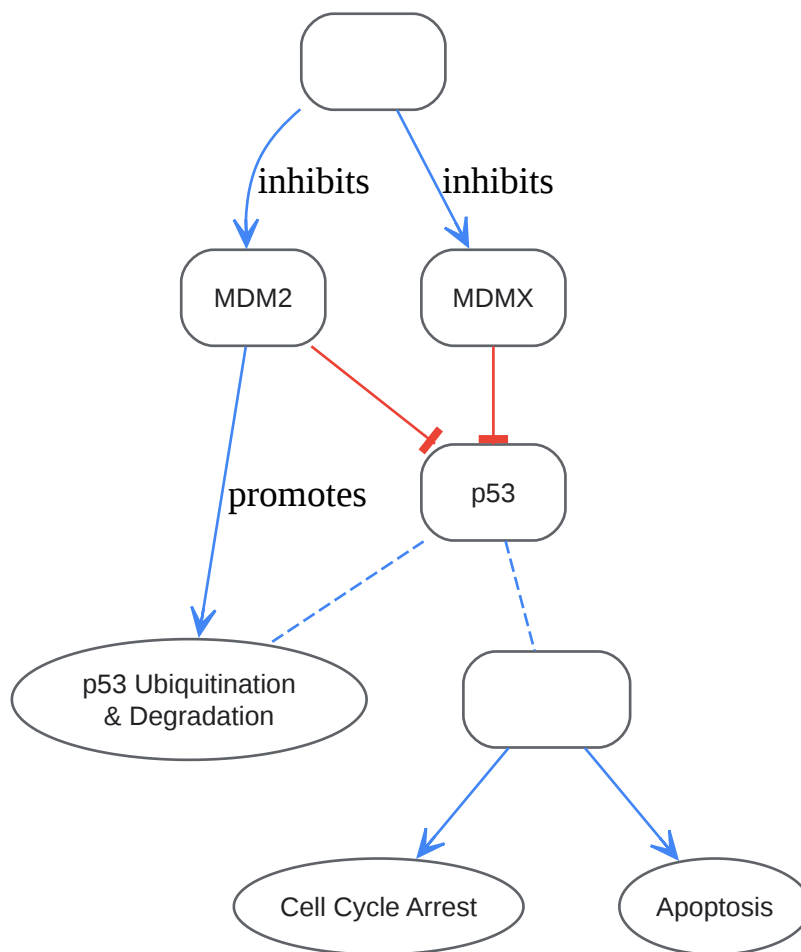 inhibits
inhibits
MDM2
MDMX
p53
promotes
p53 Ubiquitination
& Degradation
Cell Cycle Arrest
Apoptosis